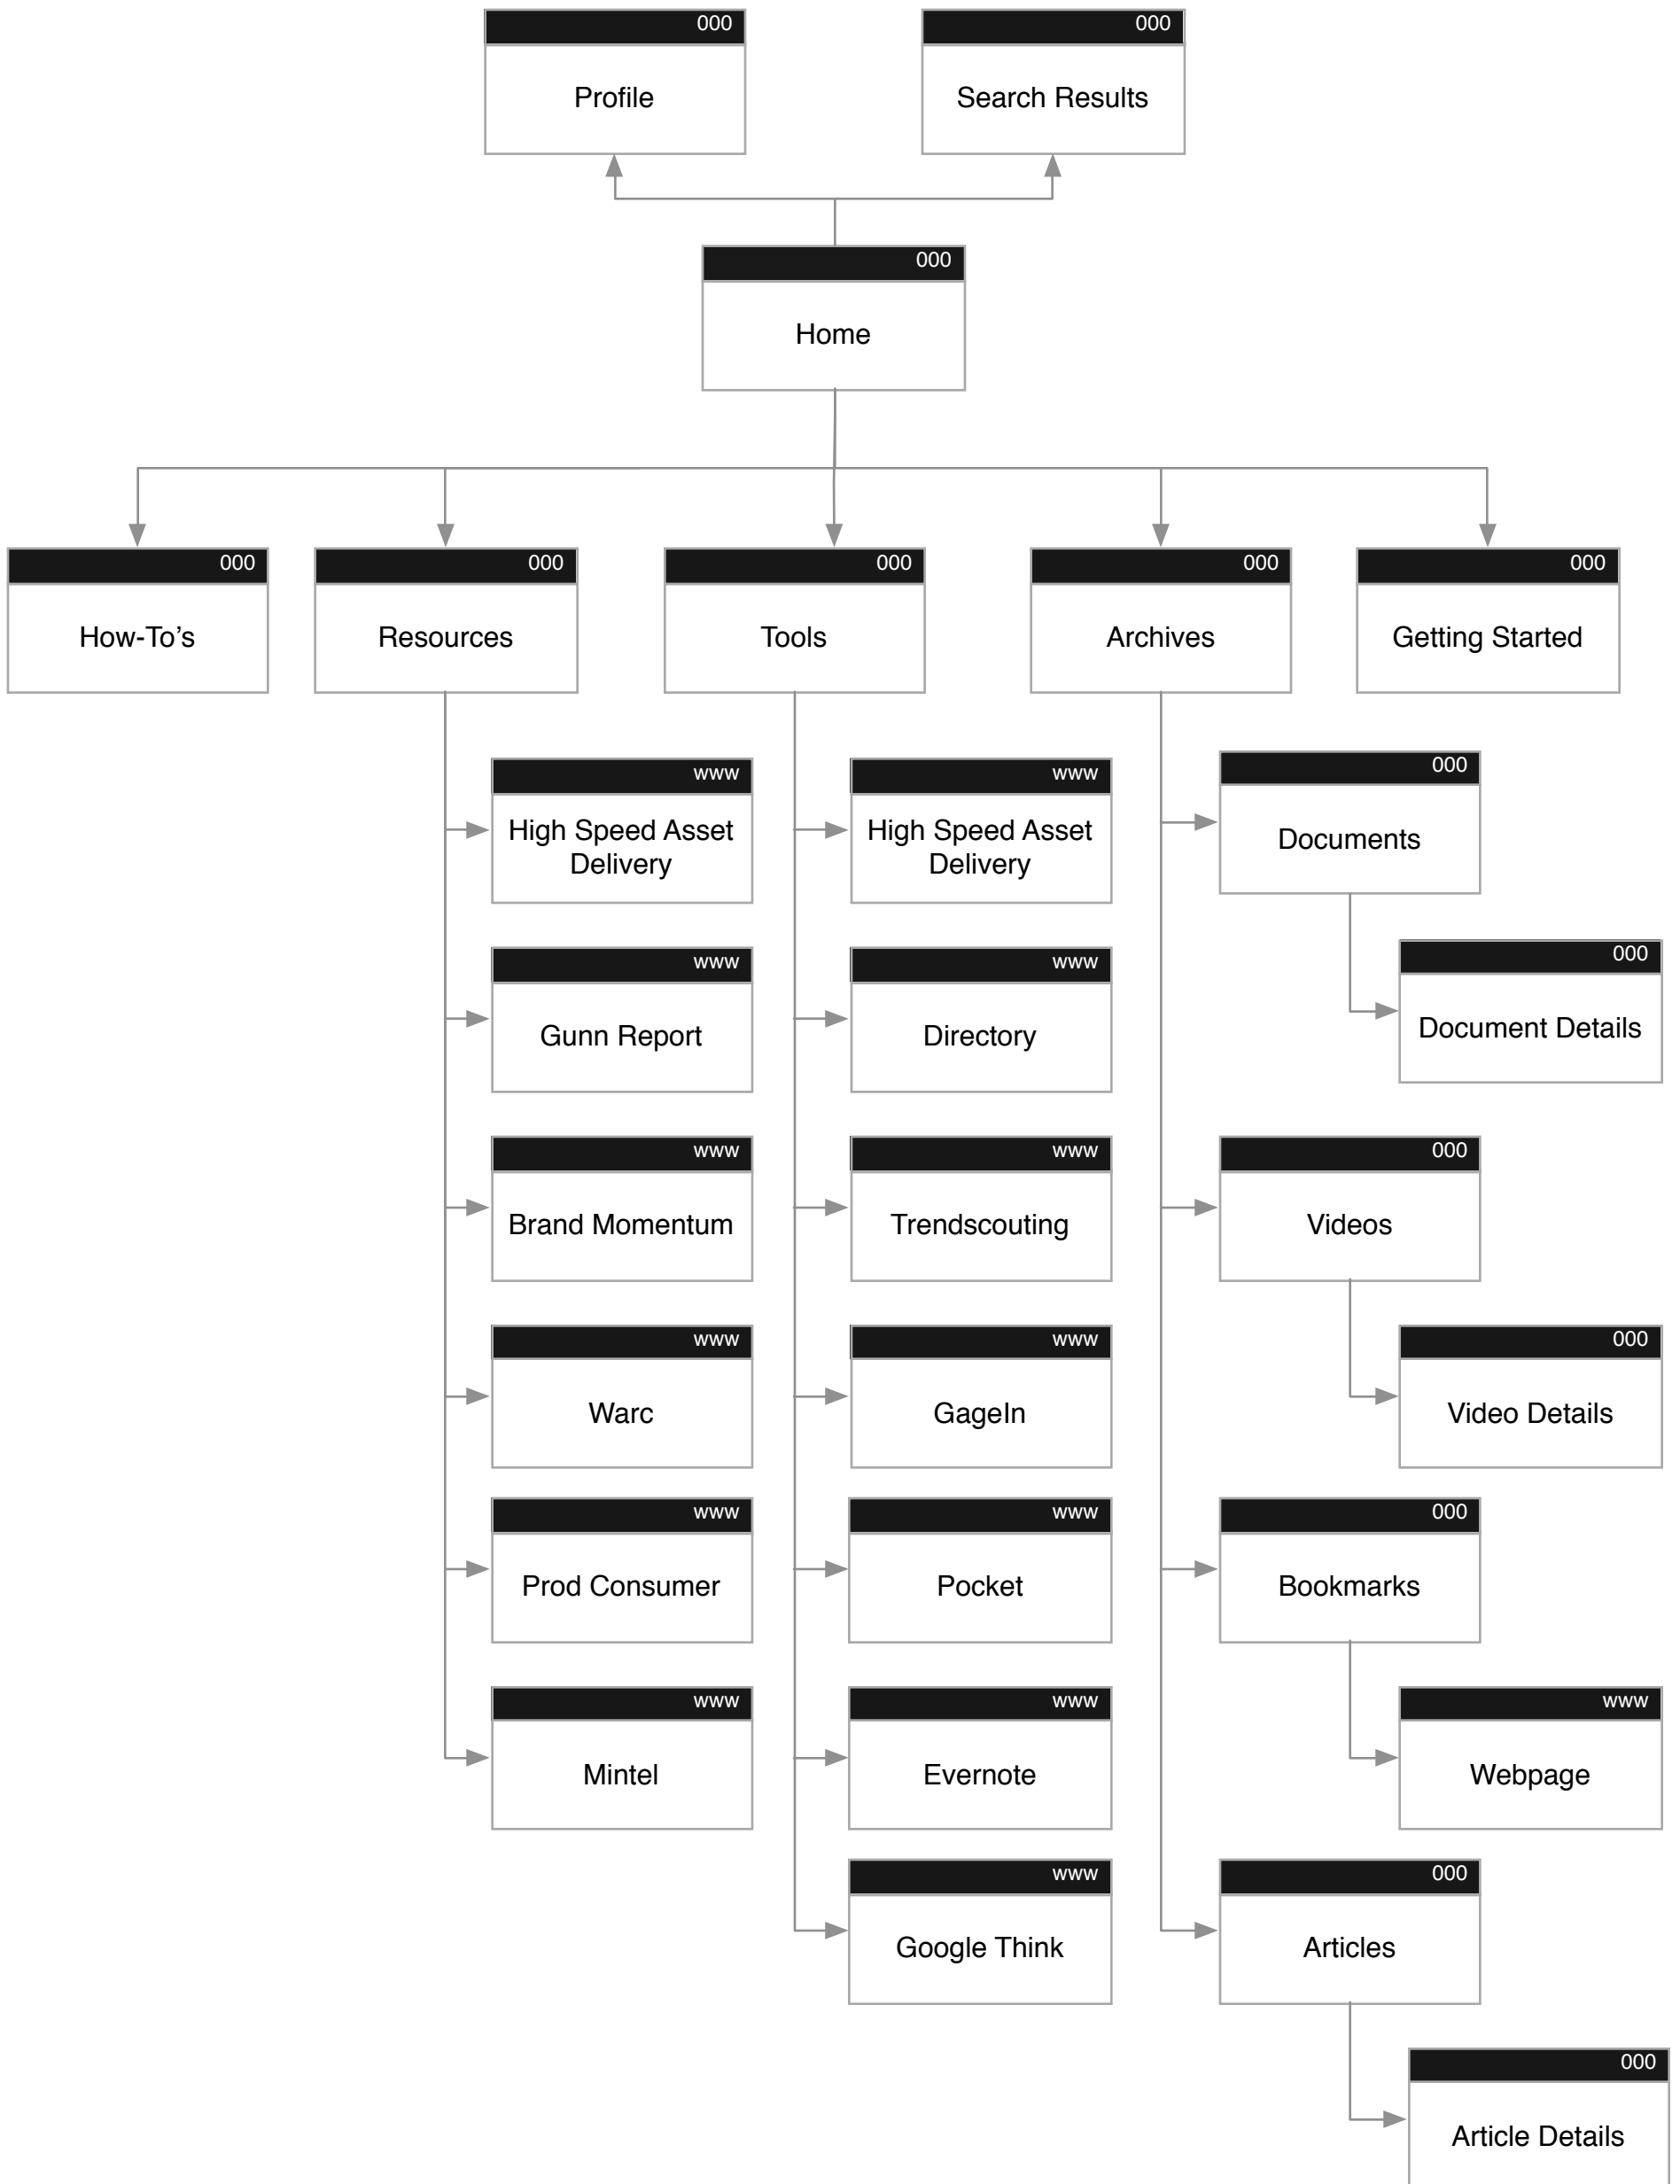 000
Profile
000
Search Results
000
Home
000
How-To’s
000
Resources
000
Tools
000
Archives
000
Getting Started
www
High Speed Asset
Delivery
www
Gunn Report
www
Brand Momentum
www
Warc
www
Prod Consumer
www
Mintel
www
High Speed Asset
Delivery
www
Directory
www
Trendscouting
www
GageIn
www
Pocket
www
Evernote
www
Google Think
000
Documents
000
Document Details
000
Videos
000
Video Details
000
Bookmarks
www
Webpage
000
Articles
000
Article Details